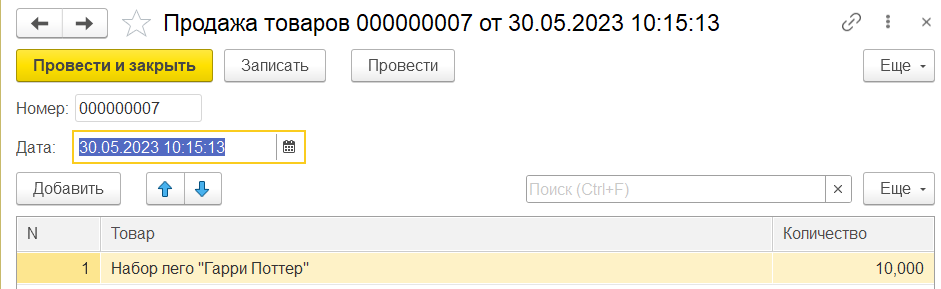 Продажа товаров 000000007 от 30.05.2023 10:15:13
Провести и закрыть Записать Провести Еще
Номер: 000000007
Дата: 30.05.2023 10:15:13
Добавить Поиск (Ctrl+F) × Еще
N Товар Количество
1 Набор лего "Гарри Поттер" 10,000